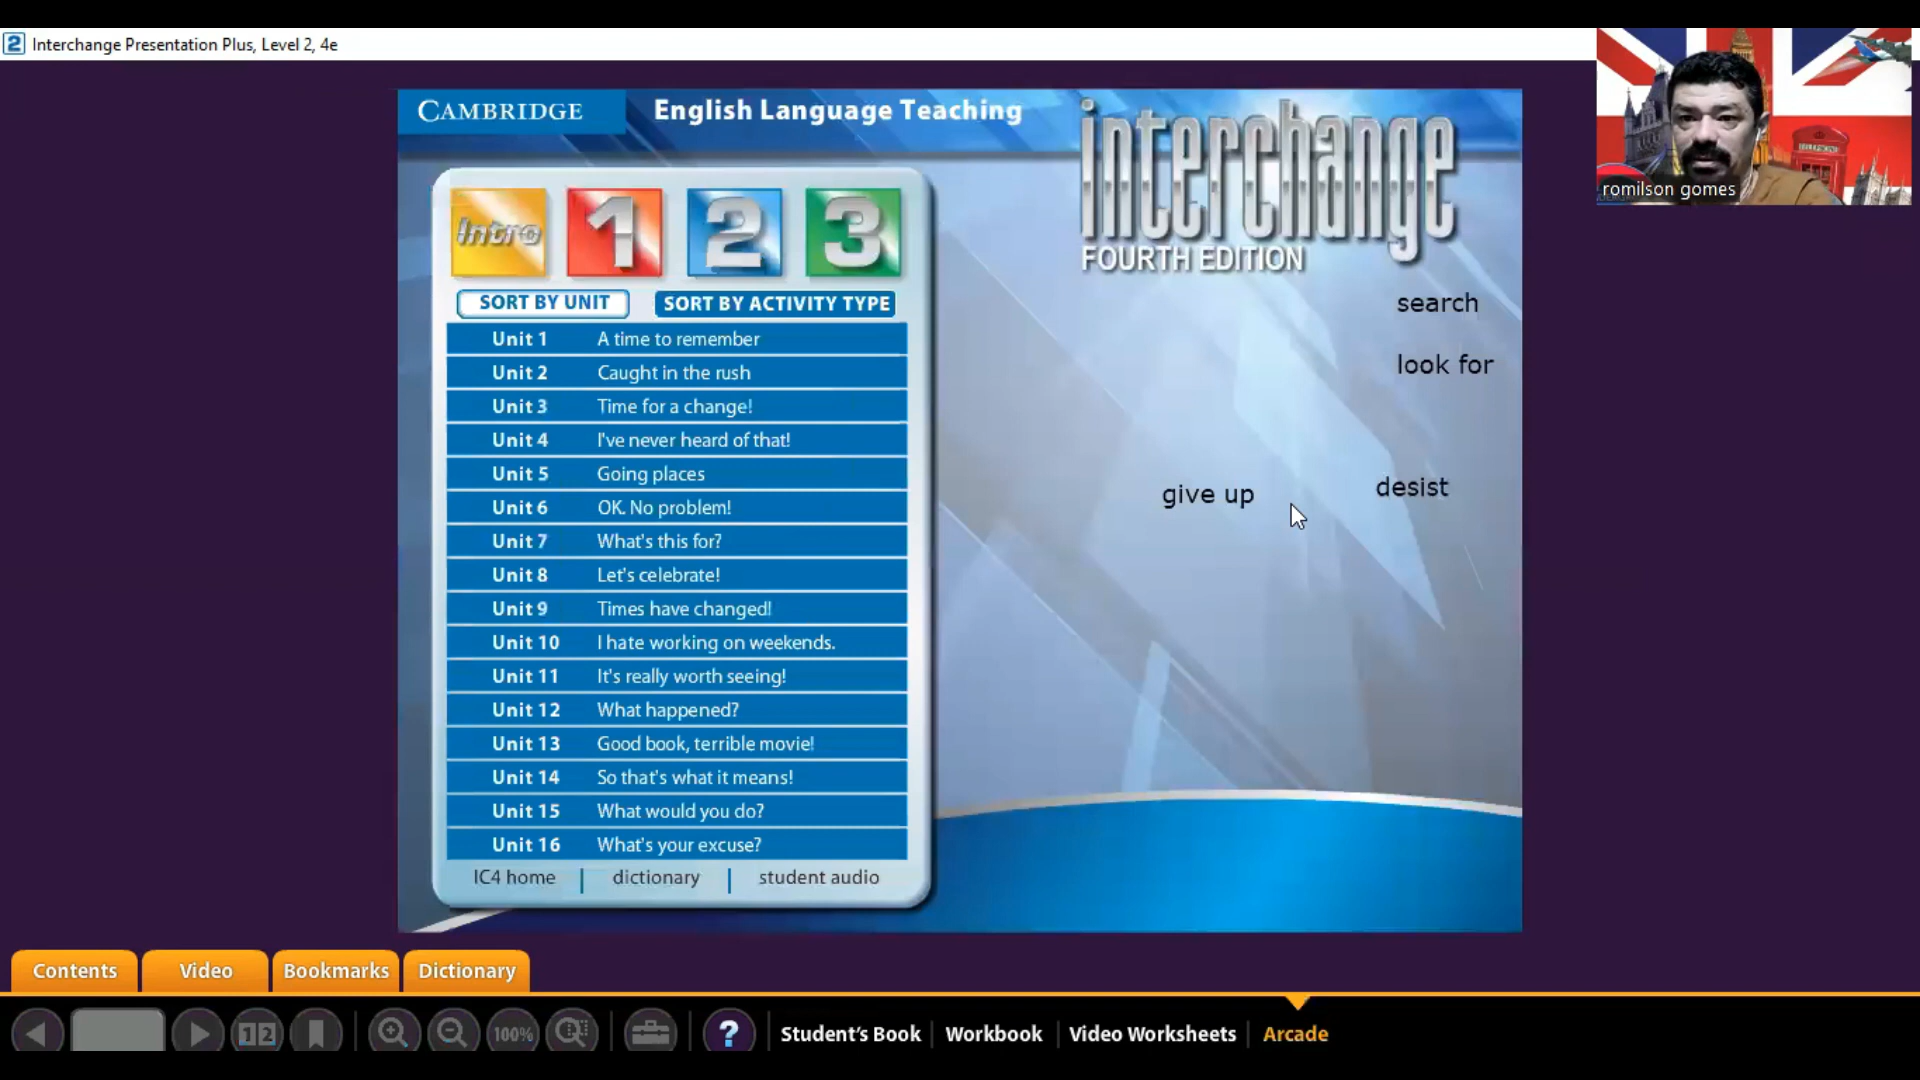 Interchange Presentation Plus, Level 2, 4e
romilson gomes
CAMBRIDGE English Language Teaching
interchange
FOURTH EDITION
Intro 1 2 3
SORT BY UNIT SORT BY ACTIVITY TYPE
Unit 1 A time to remember
Unit 2 Caught in the rush
Unit 3 Time for a change!
Unit 4 I've never heard of that!
Unit 5 Going places
Unit 6 OK. No problem!
Unit 7 What's this for?
Unit 8 Let's celebrate!
Unit 9 Times have changed!
Unit 10 I hate working on weekends.
Unit 11 It's really worth seeing!
Unit 12 What happened?
Unit 13 Good book, terrible movie!
Unit 14 So that's what it means!
Unit 15 What would you do?
Unit 16 What's your excuse?
IC4 home | dictionary | student audio
search
look for
give up desist
Contents Video Bookmarks Dictionary
12 100% ? Student's Book | Workbook | Video Worksheets | Arcade